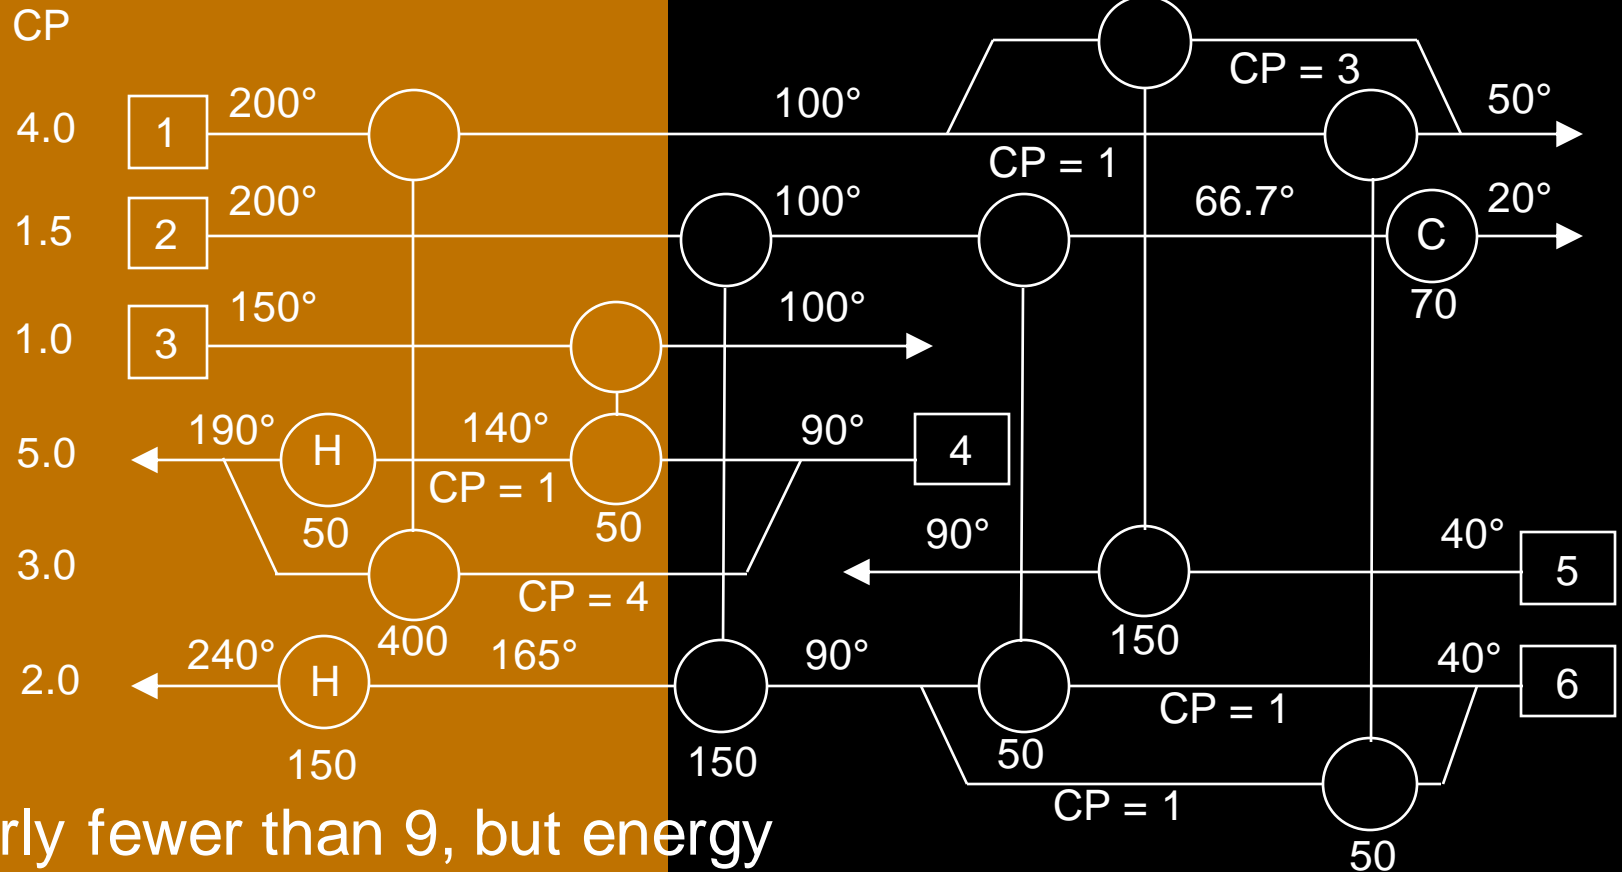 CP
CP = 3
4.0 1 200° 100° 50°
CP = 1
1.5 2 200° 100° 66.7° C 20°
70
1.0 3 150° 100°
5.0 190° H 140° 90° 4
CP = 1
50 50
3.0 90° 40° 5
CP = 4
400 150
2.0 240° H 165° 90° 40° 6
CP = 1
150 150 50
CP = 1
50
rly fewer than 9, but energy